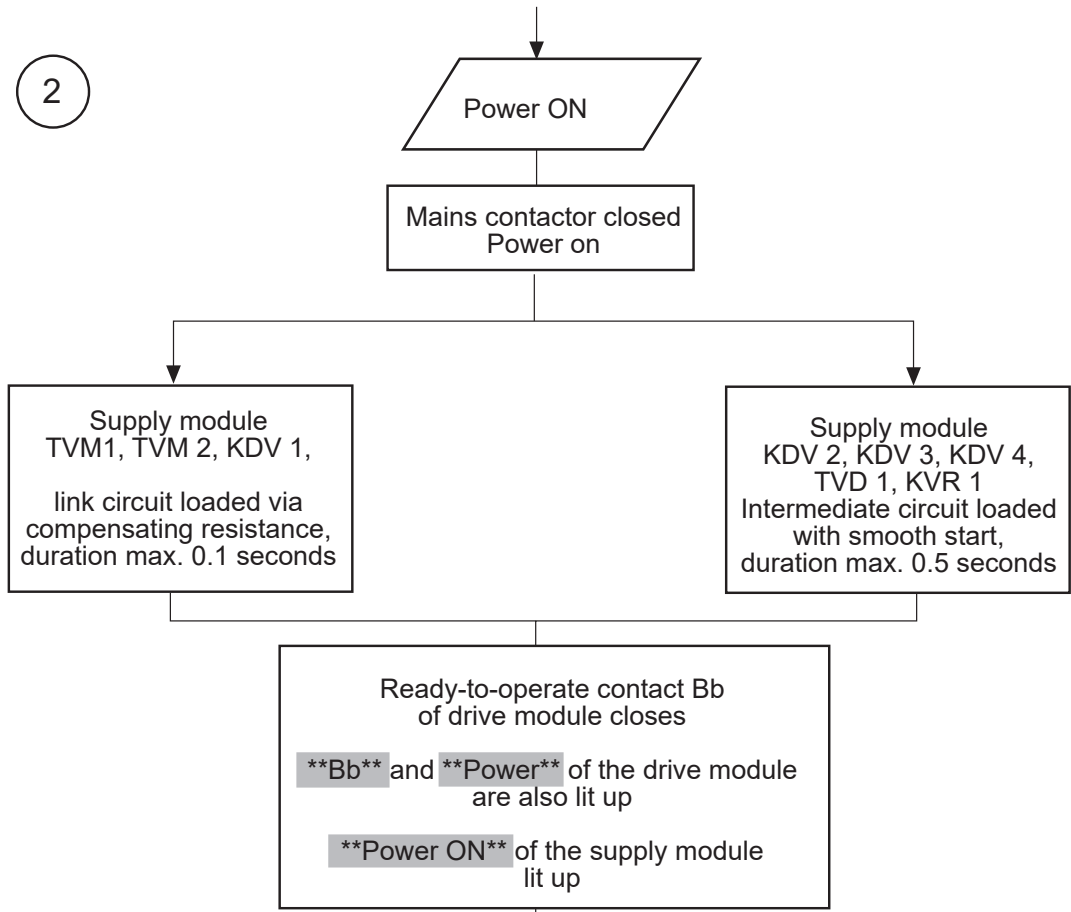 2
Power ON
Mains contactor closed
Power on
Supply module
TVM1, TVM 2, KDV 1,
link circuit loaded via
compensating resistance,
duration max. 0.1 seconds
Supply module
KDV 2, KDV 3, KDV 4,
TVD 1, KVR 1
Intermediate circuit loaded
with smooth start,
duration max. 0.5 seconds
Ready-to-operate contact Bb
of drive module closes
**Bb** and **Power** of the drive module
are also lit up
**Power ON** of the supply module
lit up